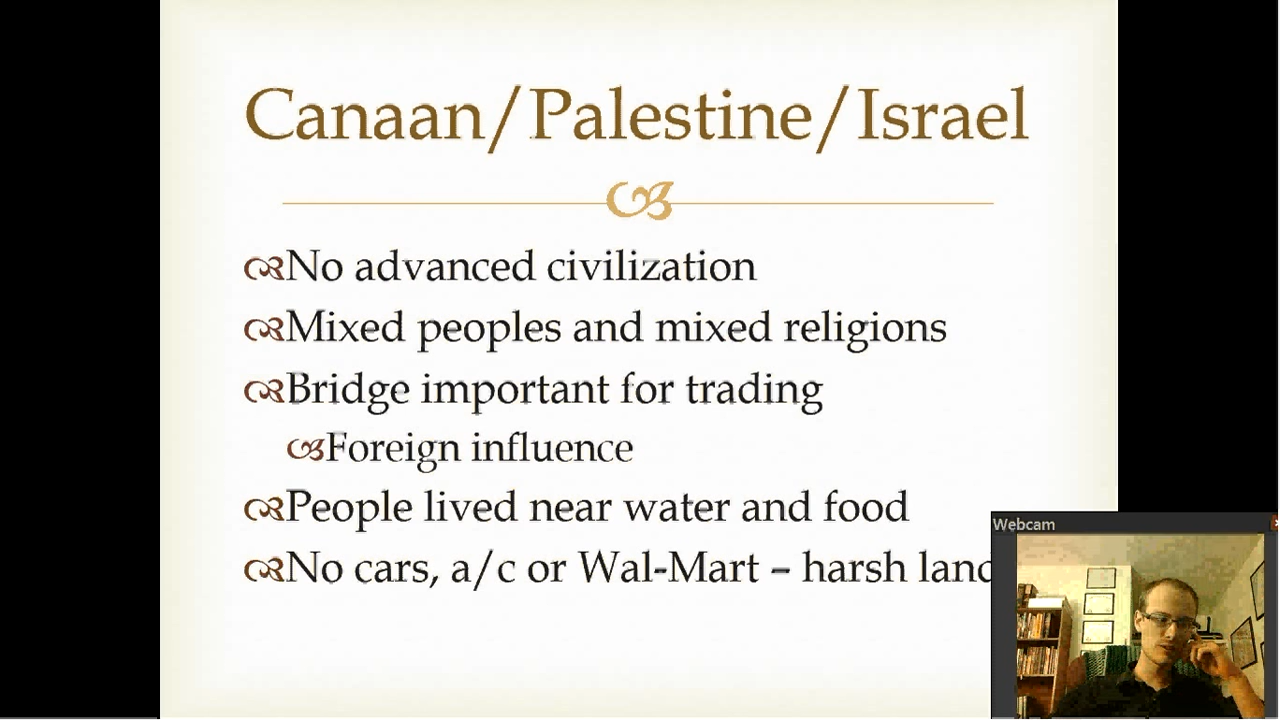 Canaan/Palestine/Israel
No advanced civilization
Mixed peoples and mixed religions
Bridge important for trading
Foreign influence
People lived near water and food
No cars, a/c or Wal-Mart – harsh land
Webcam